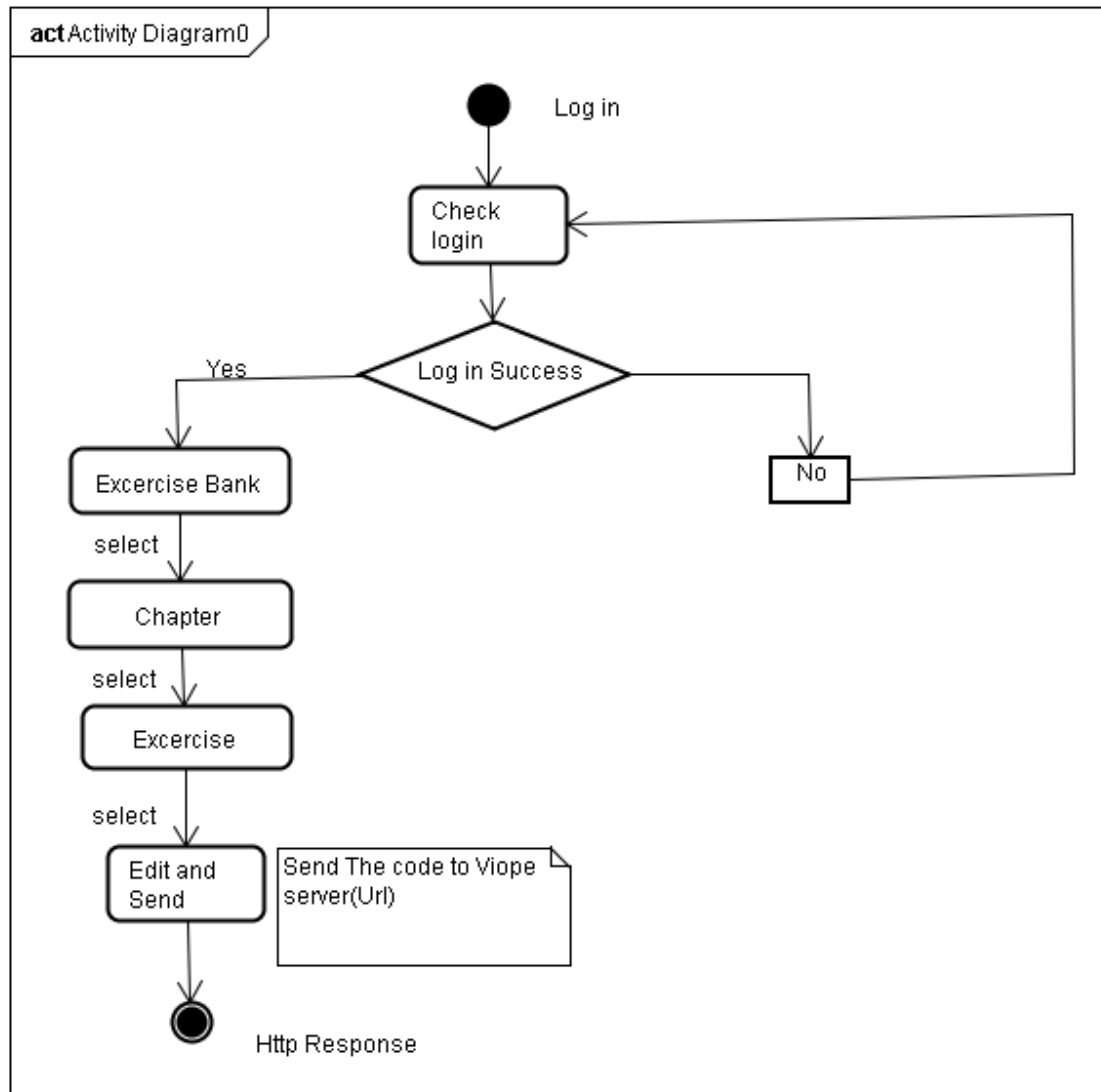 act Activity Diagram0
Log in
Check
login
Log in Success
Yes
No
Excercise Bank
select
Chapter
select
Excercise
select
Edit and
Send
Send The code to Viope
server(Url)
Http Response